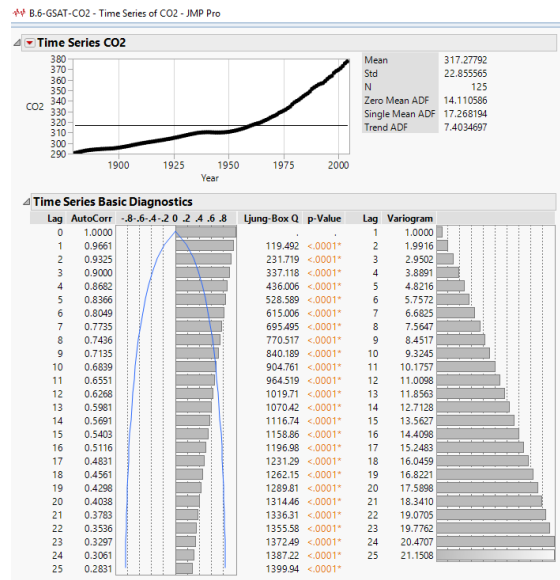 B.6-GSAT-CO2 - Time Series of CO2 - JMP Pro
Time Series CO2
380
370
360
350
340
330
320
310
300
290
CO2
1900 1925 1950 1975 2000
Year
Mean 317.27792
Std 22.855565
N 125
Zero Mean ADF 14.110586
Single Mean ADF 17.268194
Trend ADF 7.4034697
Time Series Basic Diagnostics
Lag AutoCorr -.8-.6-.4-.2 0 .2 .4 .6 .8 Ljung-Box Q p-Value Lag Variogram
0 1.0000 . . 1 1.0000
1 0.9661 119.492 <.0001* 2 1.9916
2 0.9325 231.719 <.0001* 3 2.9502
3 0.9000 337.118 <.0001* 4 3.8891
4 0.8682 436.006 <.0001* 5 4.8216
5 0.8366 528.589 <.0001* 6 5.7572
6 0.8049 615.006 <.0001* 7 6.6825
7 0.7735 695.495 <.0001* 8 7.5647
8 0.7436 770.517 <.0001* 9 8.4517
9 0.7135 840.189 <.0001* 10 9.3245
10 0.6839 904.761 <.0001* 11 10.1757
11 0.6551 964.519 <.0001* 12 11.0098
12 0.6268 1019.71 <.0001* 13 11.8563
13 0.5981 1070.42 <.0001* 14 12.7128
14 0.5691 1116.74 <.0001* 15 13.5627
15 0.5403 1158.86 <.0001* 16 14.4098
16 0.5116 1196.98 <.0001* 17 15.2483
17 0.4831 1231.29 <.0001* 18 16.0459
18 0.4561 1262.15 <.0001* 19 16.8221
19 0.4298 1289.81 <.0001* 20 17.5898
20 0.4038 1314.46 <.0001* 21 18.3410
21 0.3783 1336.31 <.0001* 22 19.0705
22 0.3536 1355.58 <.0001* 23 19.7762
23 0.3297 1372.49 <.0001* 24 20.4707
24 0.3061 1387.22 <.0001* 25 21.1508
25 0.2831 1399.94 <.0001*